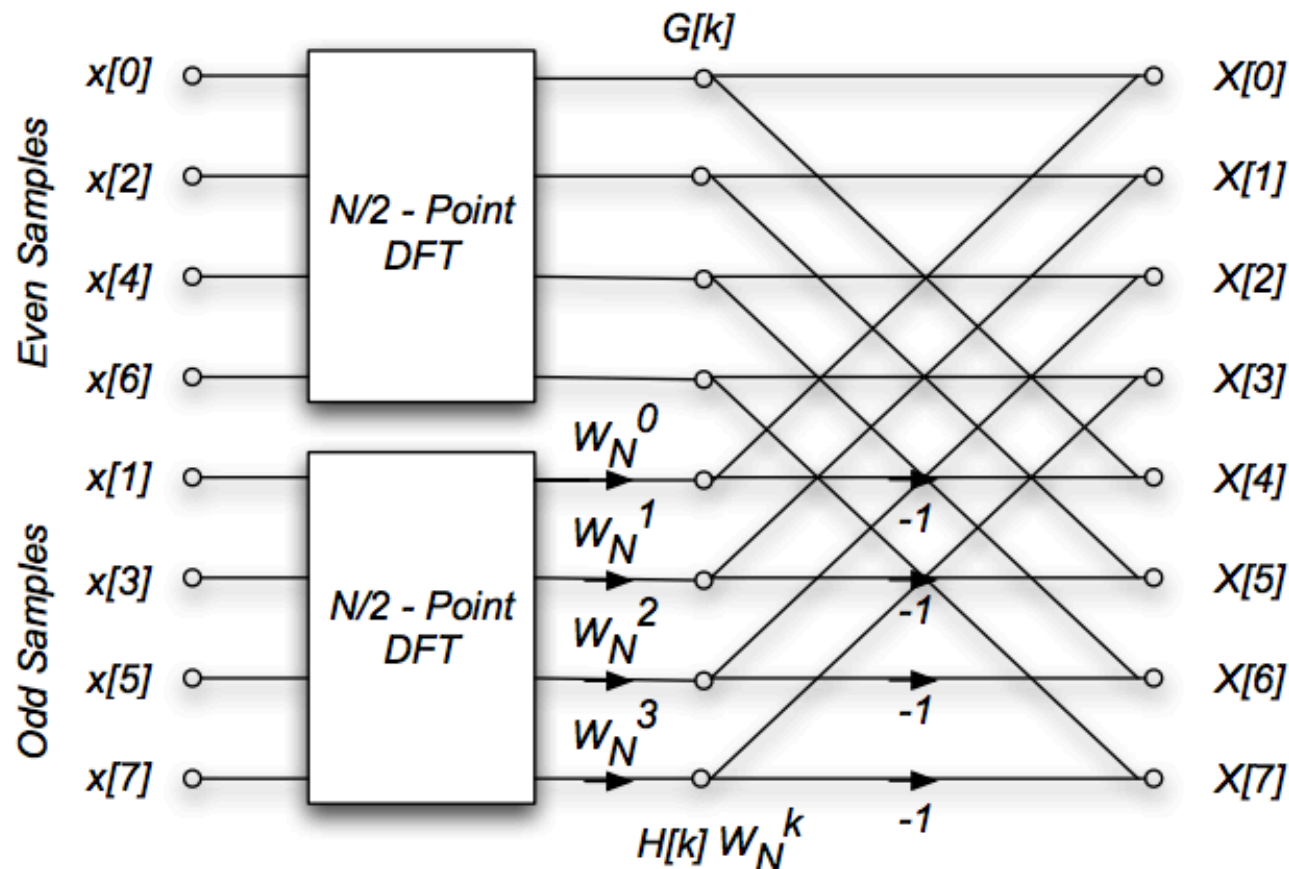 G[k]
x[0]
x[2]
x[4]
x[6]
x[1]
x[3]
x[5]
x[7]
Even Samples
Odd Samples
N/2 - Point
DFT
N/2 - Point
DFT
W_N^0
W_N^1
W_N^2
W_N^3
-1
-1
-1
-1
H[k] W_N^k
X[0]
X[1]
X[2]
X[3]
X[4]
X[5]
X[6]
X[7]